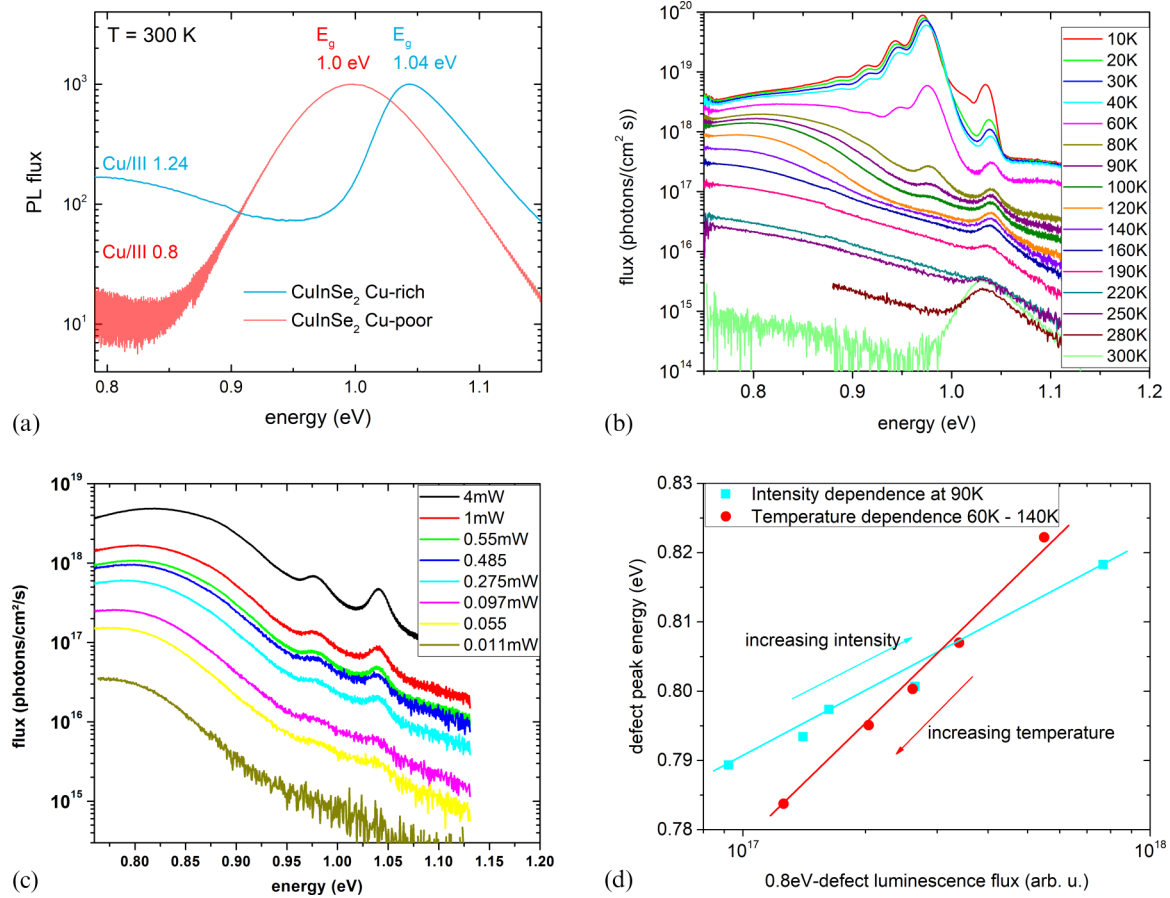 T = 300 K
E_g
1.0 eV
E_g
1.04 eV
10^3
10^2
10^1
PL flux
Cu/III 1.24
Cu/III 0.8
CuInSe_2 Cu-rich
CuInSe_2 Cu-poor
0.8 0.9 1.0 1.1
energy (eV)
(a)
10^20
10^19
10^18
10^17
10^16
10^15
10^14
flux (photons/(cm^2 s))
10K
20K
30K
40K
60K
80K
90K
100K
120K
140K
160K
190K
220K
250K
280K
300K
0.8 0.9 1.0 1.1 1.2
energy (eV)
(b)
10^19
10^18
10^17
10^16
10^15
flux (photons/cm²/s)
4mW
1mW
0.55mW
0.485
0.275mW
0.097mW
0.055
0.011mW
0.80 0.85 0.90 0.95 1.00 1.05 1.10 1.15 1.20
energy (eV)
(c)
0.83
0.82
0.81
0.80
0.79
0.78
defect peak energy (eV)
Intensity dependence at 90K
Temperature dependence 60K - 140K
increasing intensity
increasing temperature
10^17 10^18
0.8eV-defect luminescence flux (arb. u.)
(d)